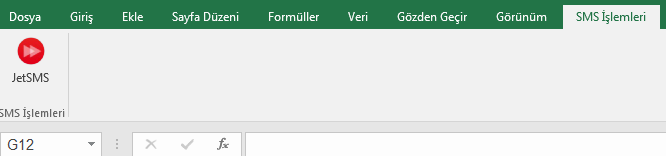 Dosya Giriş Ekle Sayfa Düzeni Formüller Veri Gözden Geçir Görünüm SMS İşlemleri
JetSMS
SMS İşlemleri
G12 fx